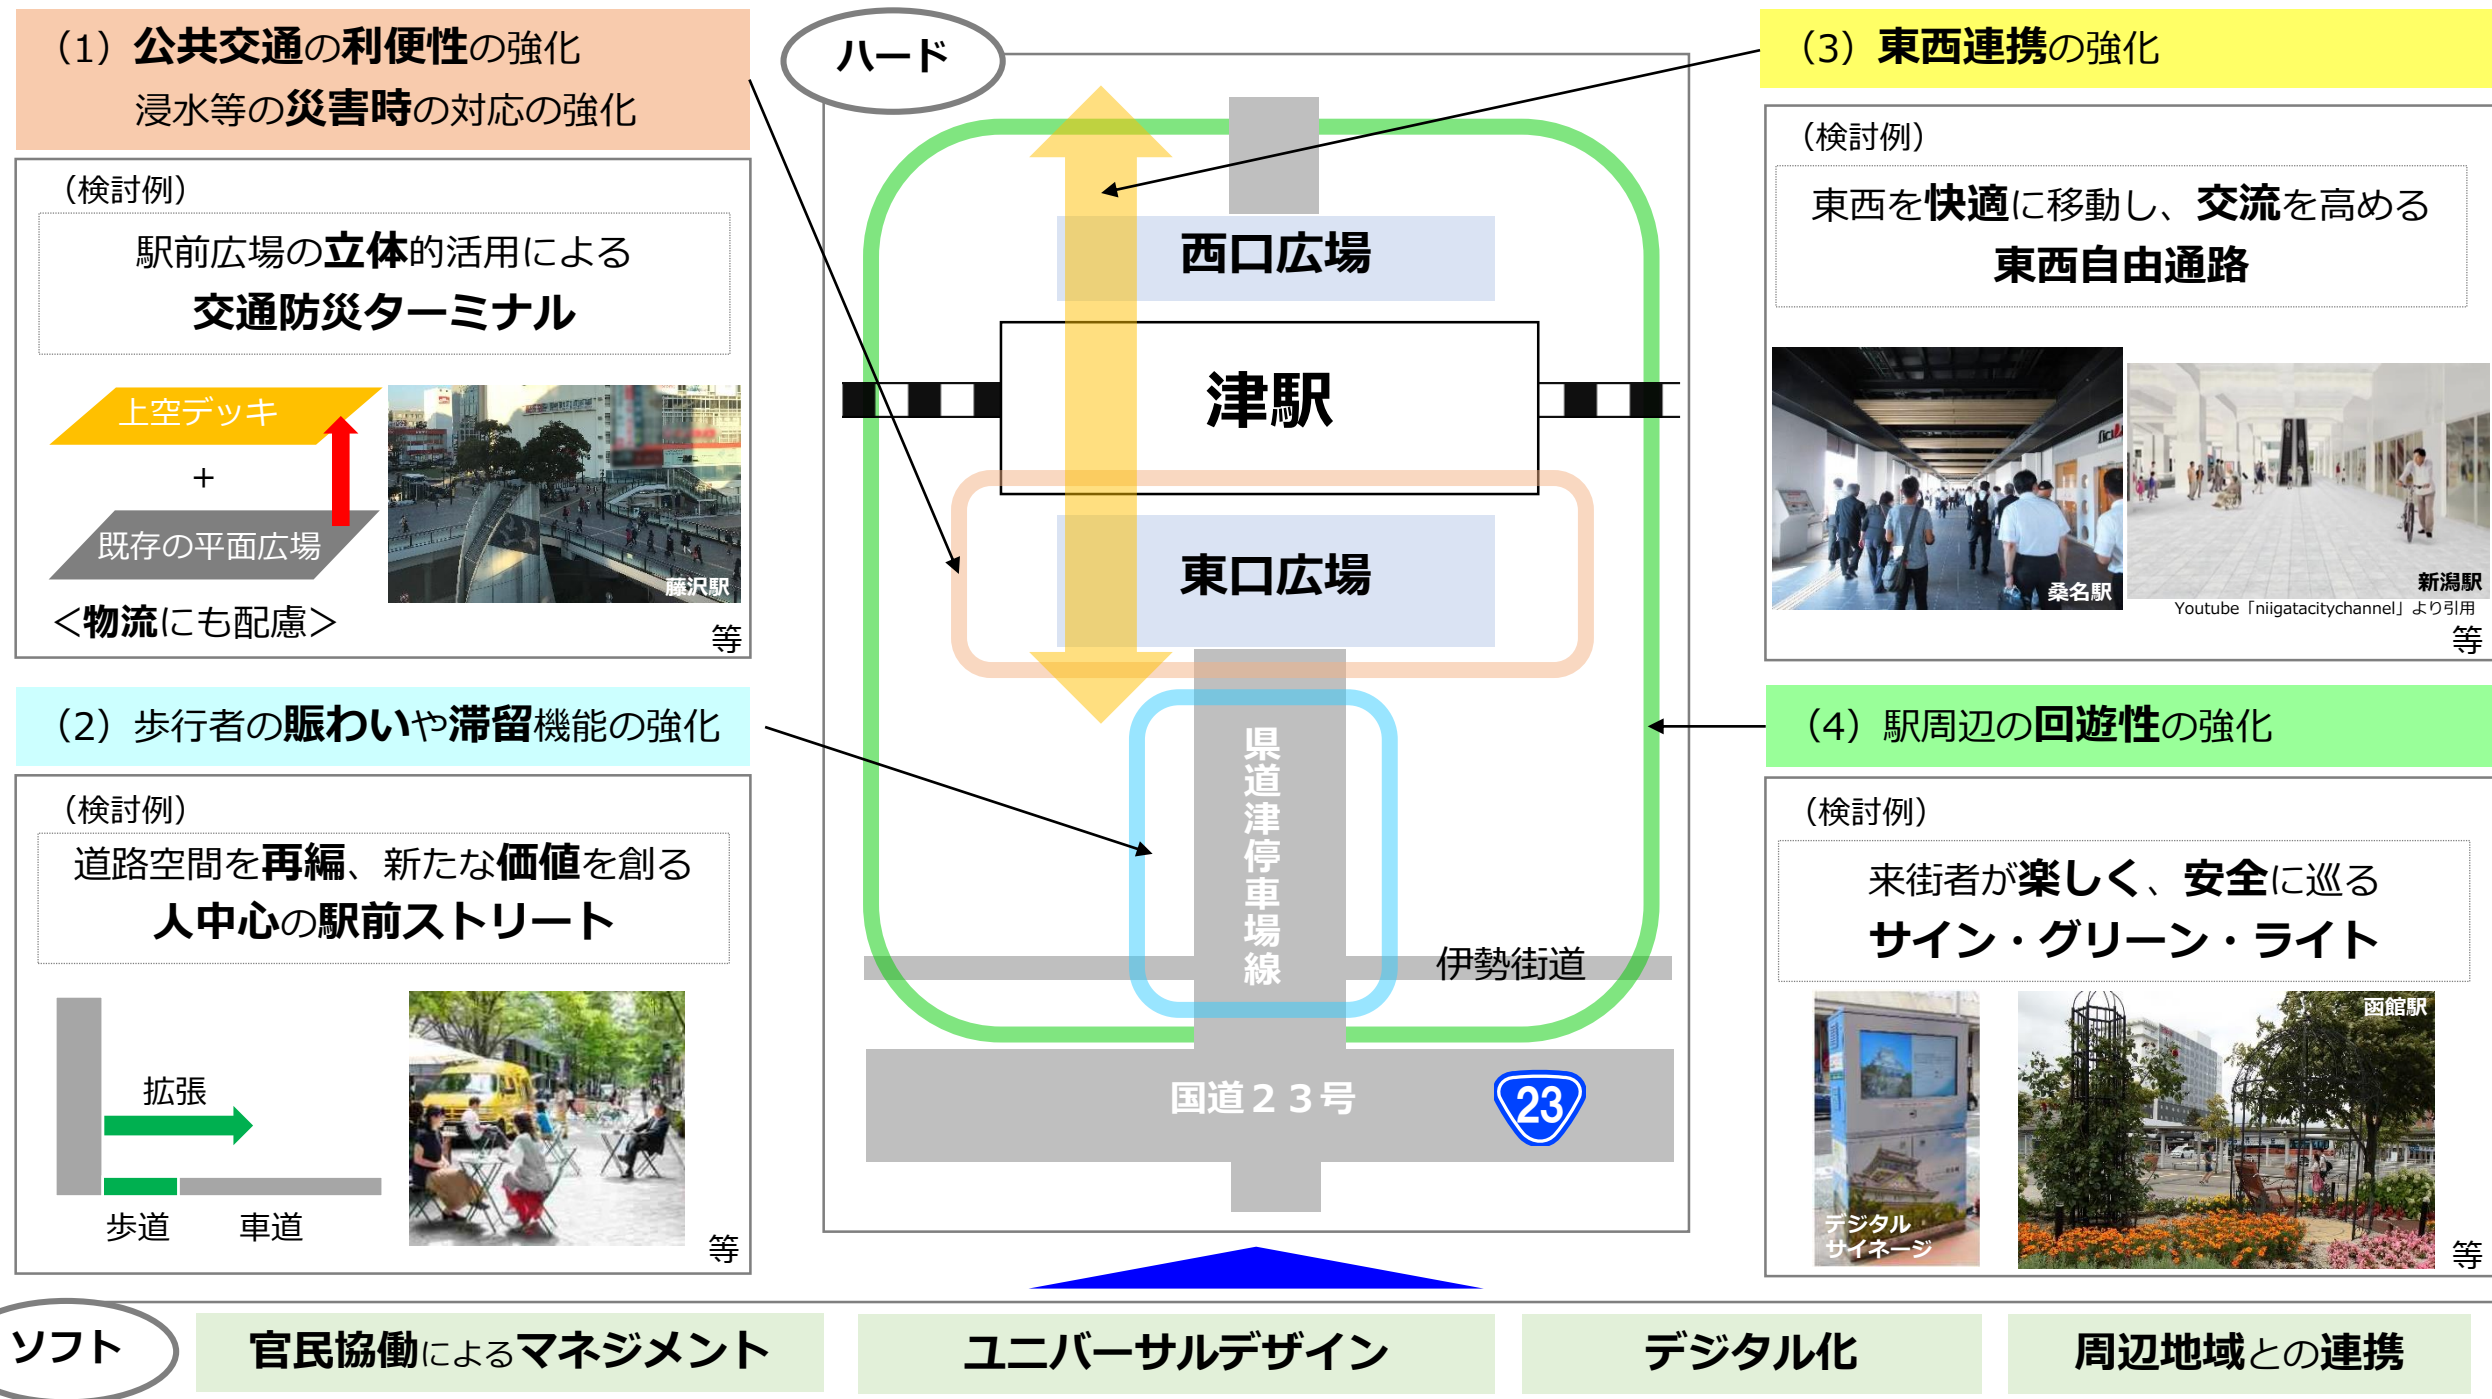 （1）公共交通の利便性の強化
浸水等の災害時の対応の強化
（検討例）
駅前広場の立体的活用による
交通防災ターミナル
上空デッキ
+
既存の平面広場
藤沢駅
＜物流にも配慮＞
等
（2）歩行者の賑わいや滞留機能の強化
（検討例）
道路空間を再編、新たな価値を創る
人中心の駅前ストリート
拡張
歩道
車道
等
ハード
西口広場
津駅
東口広場
県道津停車場線
伊勢街道
国道２３号
23
（3）東西連携の強化
（検討例）
東西を快適に移動し、交流を高める
東西自由通路
桑名駅
新潟駅
Youtube「niigatacitychannel」より引用
等
（4）駅周辺の回遊性の強化
（検討例）
来街者が楽しく、安全に巡る
サイン・グリーン・ライト
デジタル
サイネージ
函館駅
等
ソフト
官民協働によるマネジメント
ユニバーサルデザイン
デジタル化
周辺地域との連携